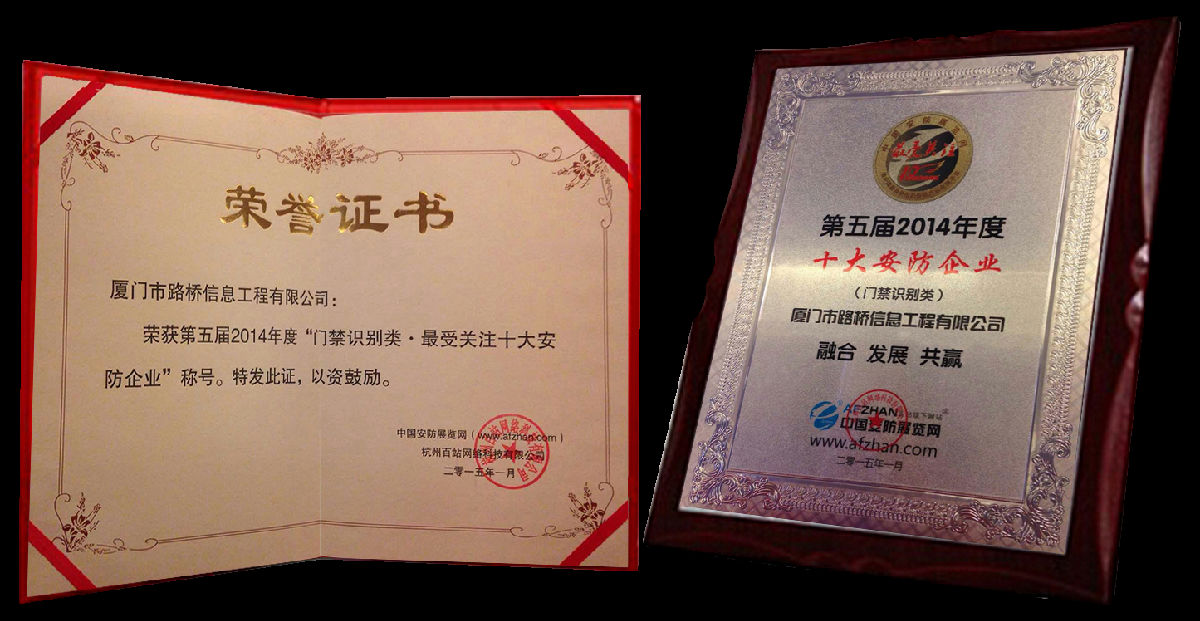 荣誉证书
厦门市路桥信息工程有限公司：
荣获第五届2014年度“门禁识别类·最受关注十大安
防企业”称号。特发此证，以资鼓励。
中国安防展览网（www.afzhan.com）
杭州百站网络科技有限公司
二零一五年一月
最受关注
第五届2014年度
十大安防企业
（门禁识别类）
厦门市路桥信息工程有限公司
融合 发展 共赢
AFZHAN
中国安防展览网
www.afzhan.com
二零一五年一月